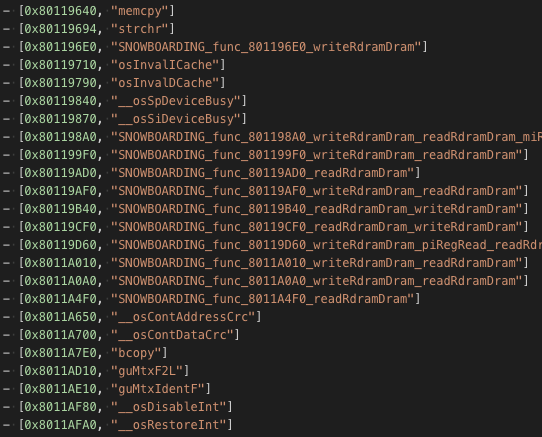 - [0x80119640, "memcpy"]
- [0x80119694, "strchr"]
- [0x801196E0, "SNOWBOARDING_func_801196E0_writeRdramDram"]
- [0x80119710, "osInvalICache"]
- [0x80119790, "osInvalDCache"]
- [0x80119840, "__osSpDeviceBusy"]
- [0x80119870, "__osSiDeviceBusy"]
- [0x801198A0, "SNOWBOARDING_func_801198A0_writeRdramDram_readRdramDram_miR
- [0x801199F0, "SNOWBOARDING_func_801199F0_writeRdramDram_readRdramDram"]
- [0x80119AD0, "SNOWBOARDING_func_80119AD0_readRdramDram"]
- [0x80119AF0, "SNOWBOARDING_func_80119AF0_writeRdramDram_readRdramDram"]
- [0x80119B40, "SNOWBOARDING_func_80119B40_readRdramDram_writeRdramDram"]
- [0x80119CF0, "SNOWBOARDING_func_80119CF0_writeRdramDram_readRdramDram"]
- [0x80119D60, "SNOWBOARDING_func_80119D60_writeRdramDram_piRegRead_readRdr
- [0x8011A010, "SNOWBOARDING_func_8011A010_writeRdramDram_readRdramDram"]
- [0x8011A0A0, "SNOWBOARDING_func_8011A0A0_writeRdramDram_readRdramDram"]
- [0x8011A4F0, "SNOWBOARDING_func_8011A4F0_readRdramDram"]
- [0x8011A650, "__osContAddressCrc"]
- [0x8011A700, "__osContDataCrc"]
- [0x8011A7E0, "bcopy"]
- [0x8011AD10, "guMtxF2L"]
- [0x8011AE10, "guMtxIdentF"]
- [0x8011AF80, "__osDisableInt"]
- [0x8011AFA0, "__osRestoreInt"]